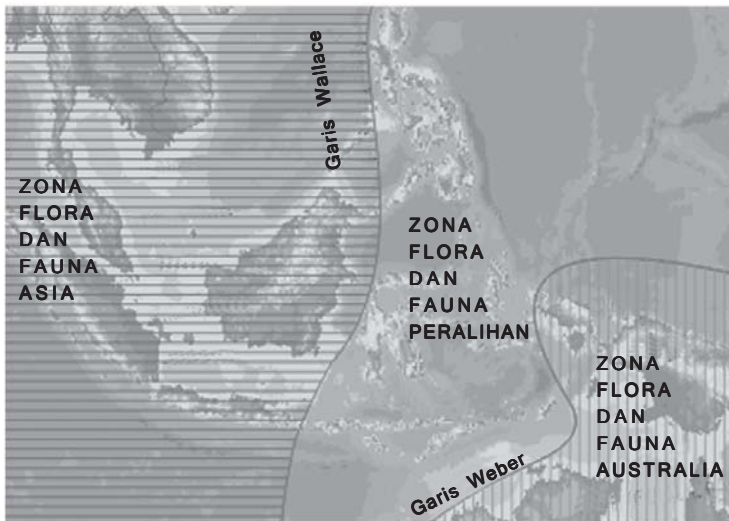 Garis Wallace
ZONA
FLORA
DAN
FAUNA
ASIA
ZONA
FLORA
DAN
FAUNA
PERALIHAN
ZONA
FLORA
DAN
FAUNA
AUSTRALIA
Garis Weber